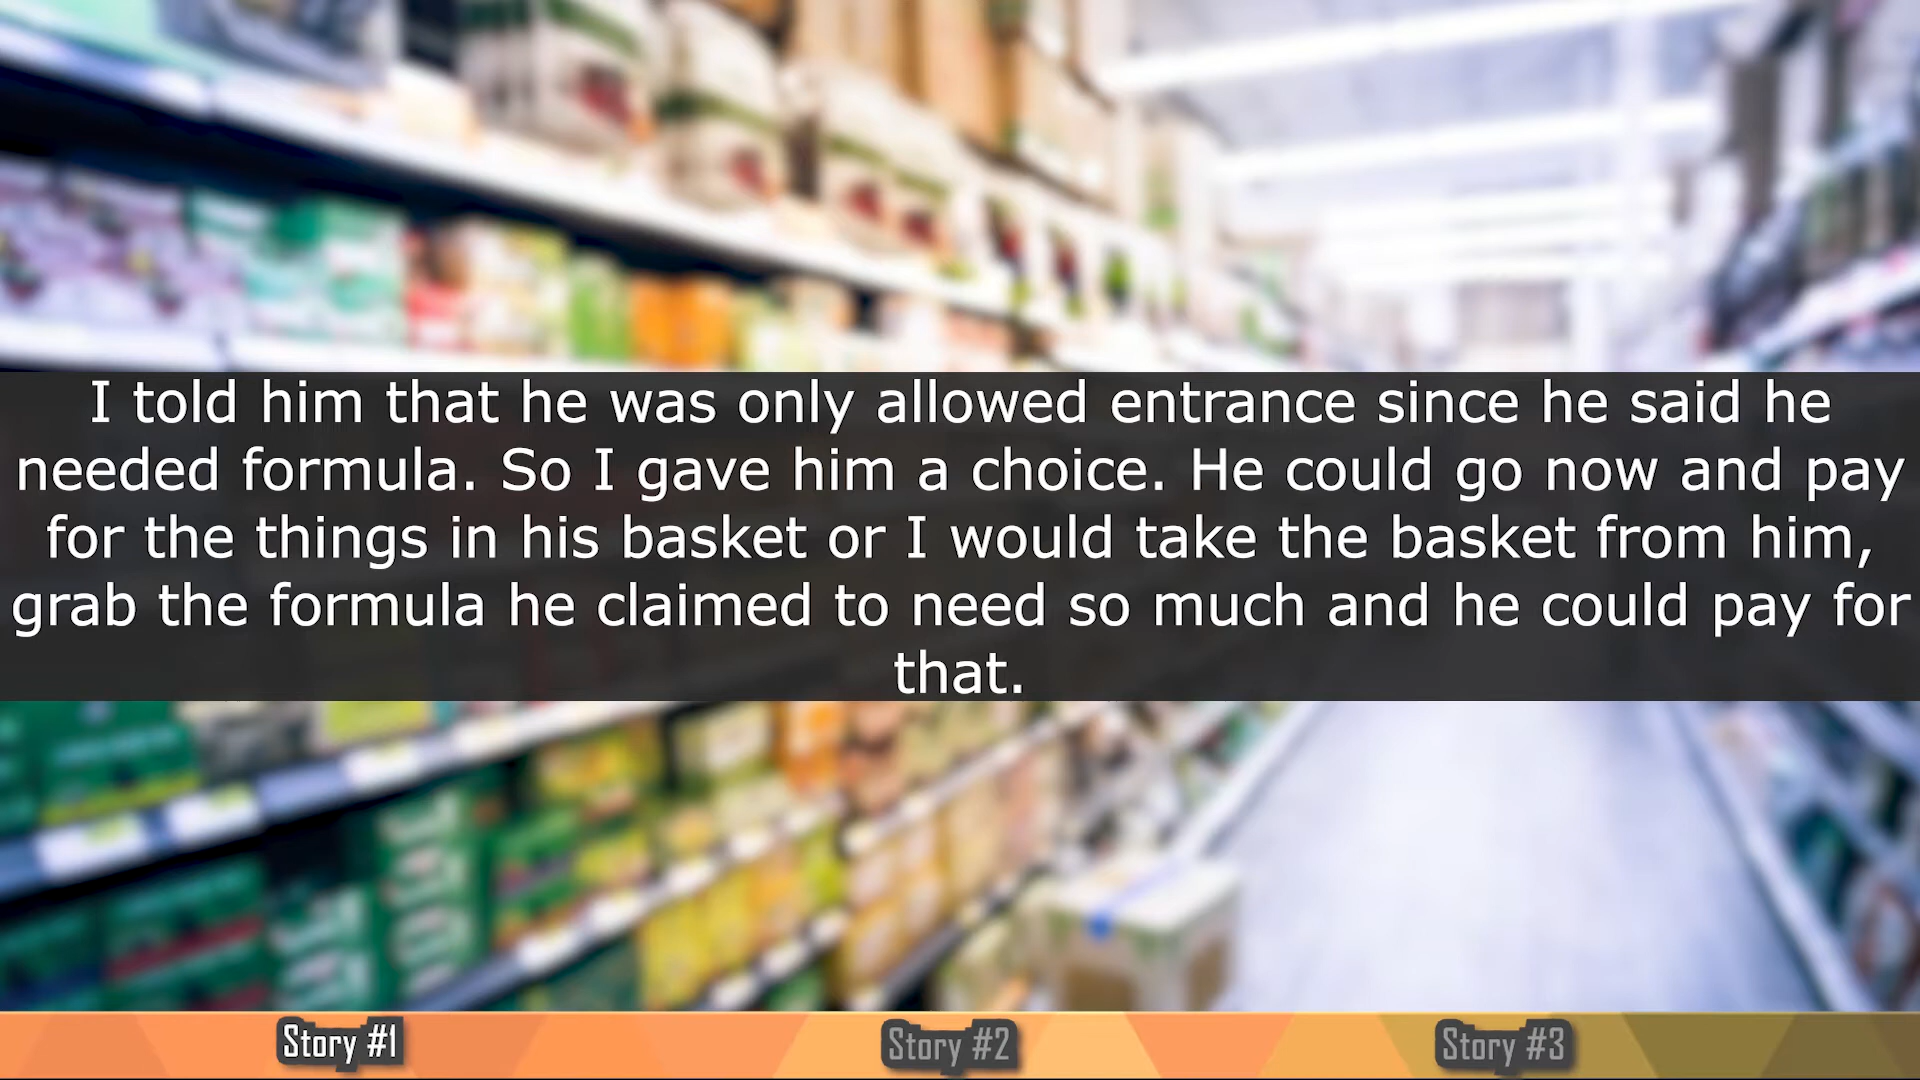 I told him that he was only allowed entrance since he said he
needed formula. So I gave him a choice. He could go now and pay
for the things in his basket or I would take the basket from him,
grab the formula he claimed to need so much and he could pay for
that.
Story #1
Story #2
Story #3